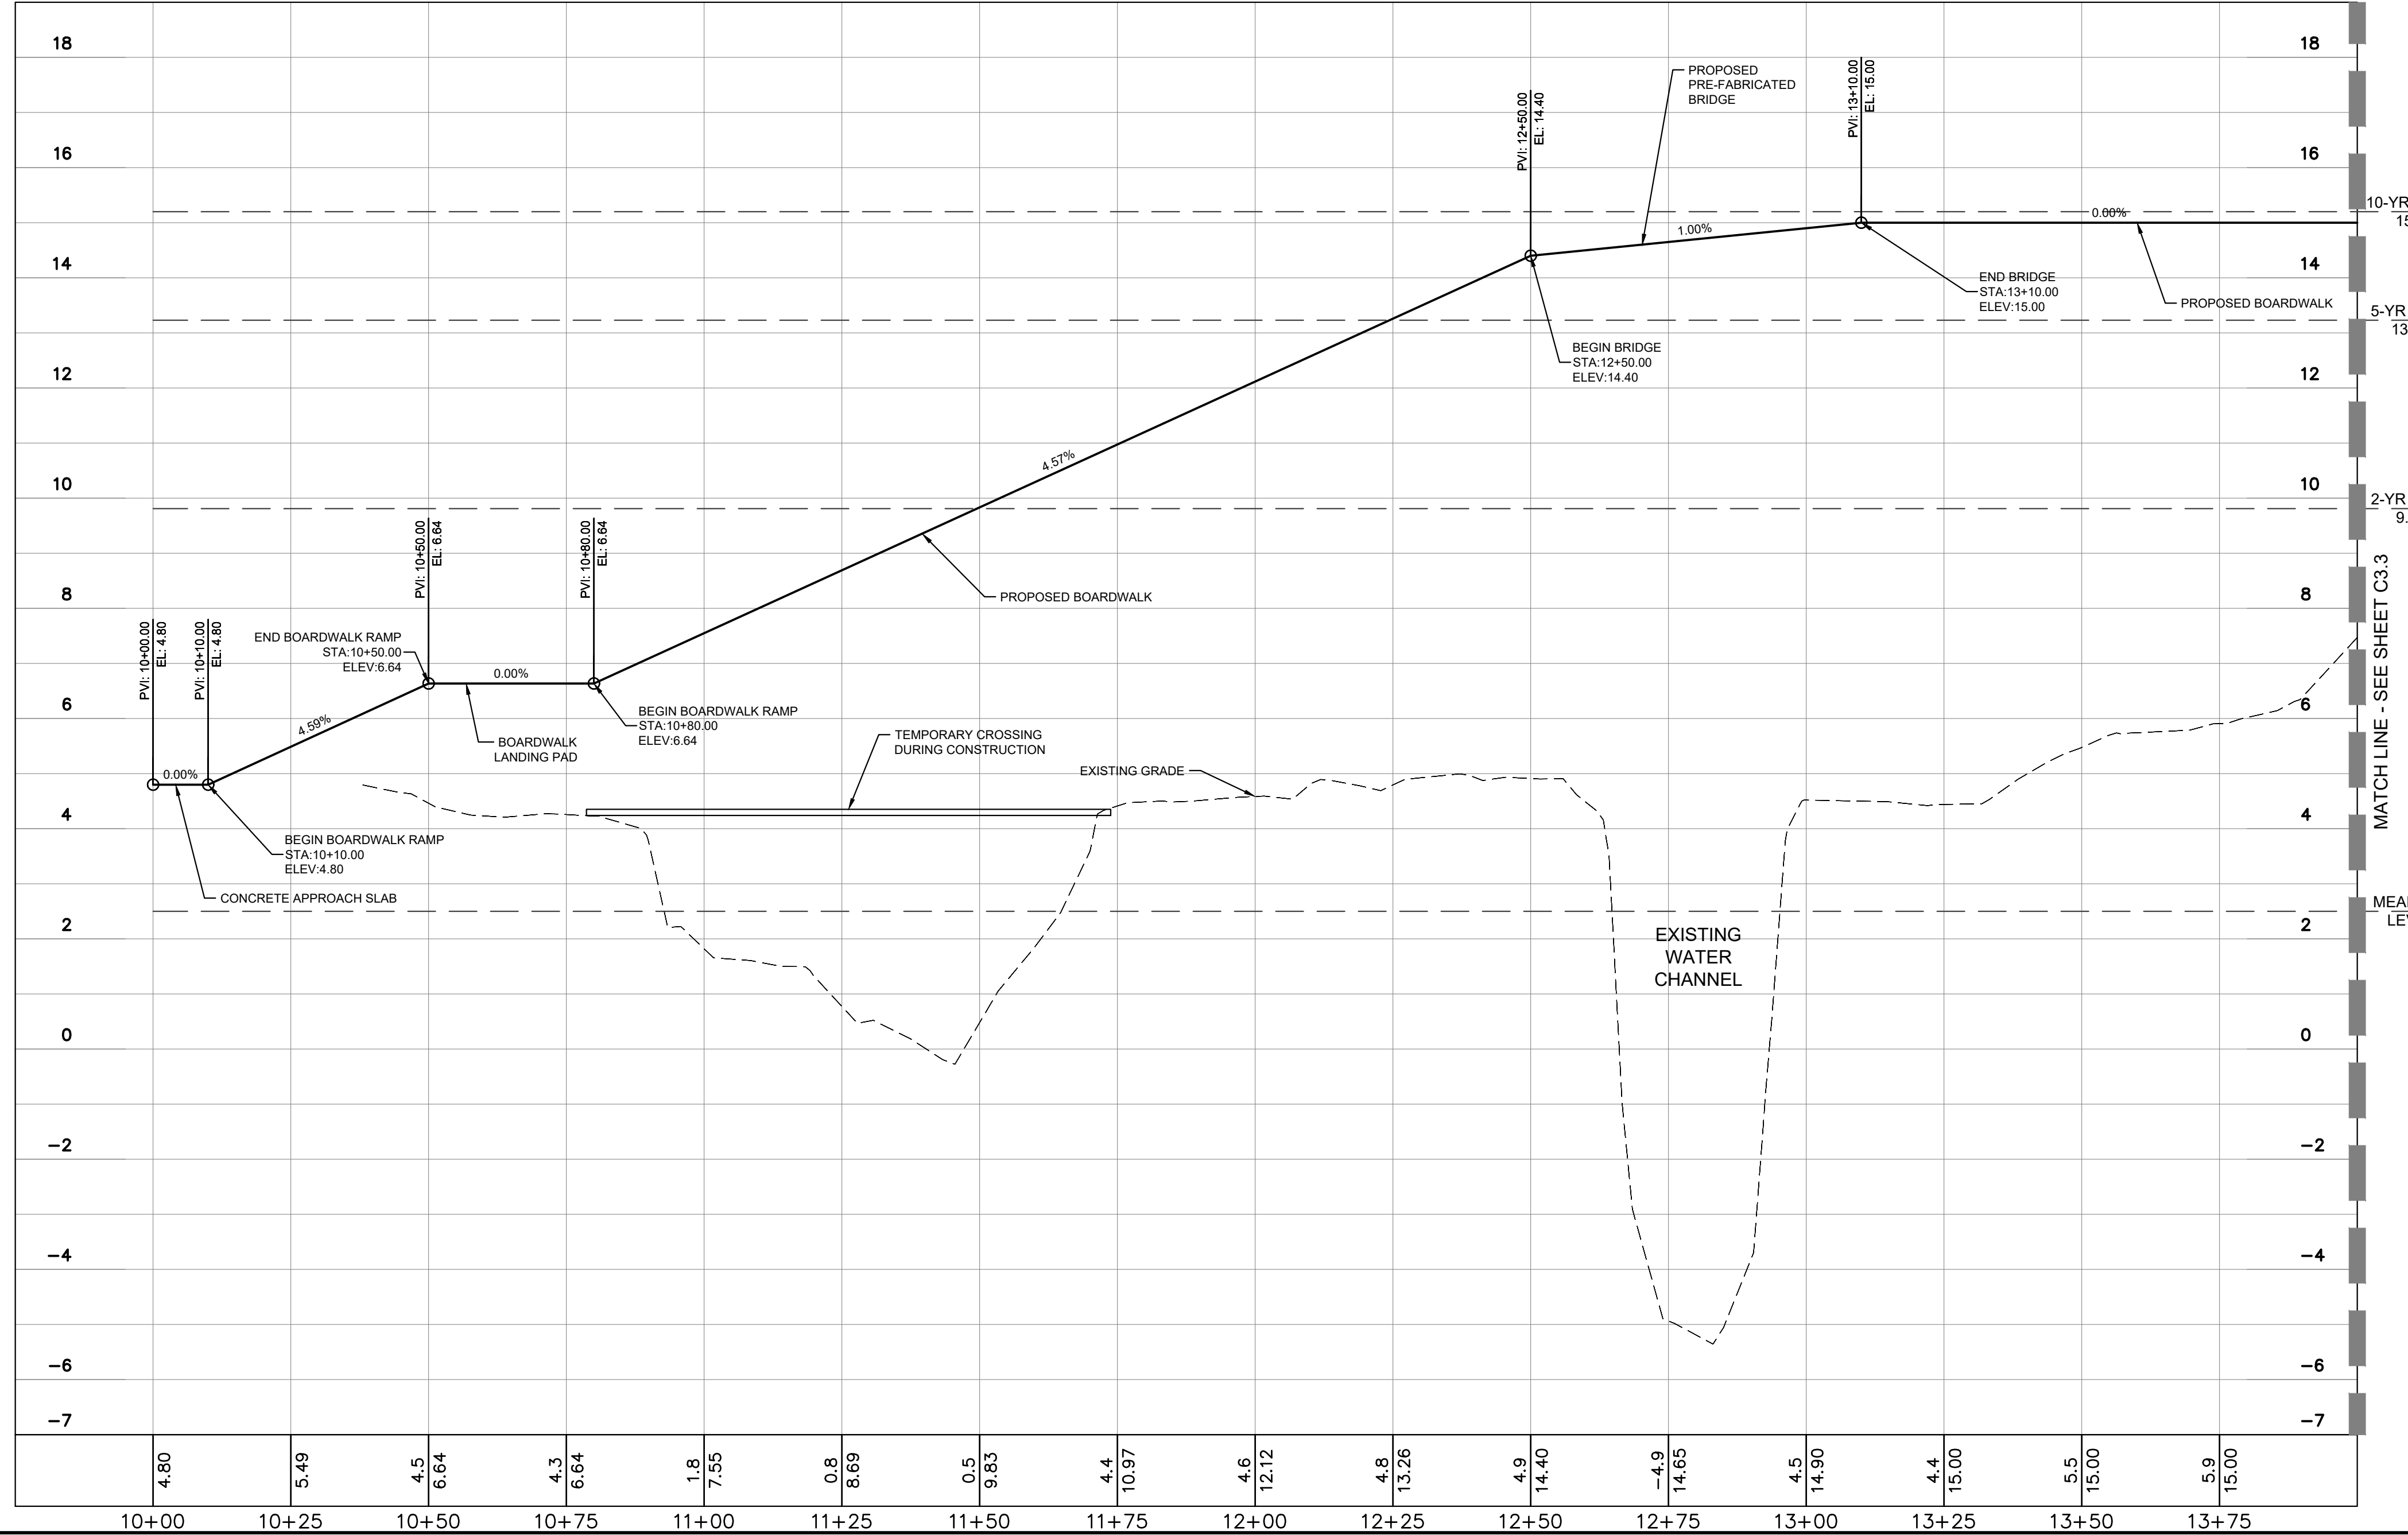 18
18
16
16
14
14
12
12
10
10
8
8
6
6
4
4
2
2
0
0
-2
-2
-4
-4
-6
-6
-7
-7
PVI: 10+00.00
EL: 4.80
PVI: 10+10.00
EL: 4.80
0.00%
CONCRETE APPROACH SLAB
BEGIN BOARDWALK RAMP
STA:10+10.00
ELEV:4.80
4.59%
END BOARDWALK RAMP
STA:10+50.00
ELEV:6.64
PVI: 10+50.00
EL: 6.64
0.00%
BOARDWALK
LANDING PAD
PVI: 10+80.00
EL: 6.64
BEGIN BOARDWALK RAMP
STA:10+80.00
ELEV:6.64
TEMPORARY CROSSING
DURING CONSTRUCTION
EXISTING GRADE
PROPOSED BOARDWALK
4.57%
PVI: 12+50.00
EL: 14.40
BEGIN BRIDGE
STA:12+50.00
ELEV:14.40
PROPOSED
PRE-FABRICATED
BRIDGE
1.00%
PVI: 13+10.00
EL: 15.00
END BRIDGE
STA:13+10.00
ELEV:15.00
0.00%
PROPOSED BOARDWALK
EXISTING
WATER
CHANNEL
10-YR
15
5-YR
13
2-YR
9.
MATCH LINE - SEE SHEET C3.3
4.80
5.49
4.5
6.64
4.3
6.64
1.8
7.55
0.8
8.69
0.5
9.83
4.4
10.97
4.6
12.12
4.8
13.26
4.9
14.40
-4.9
14.65
4.5
14.90
4.4
15.00
5.5
15.00
5.9
15.00
10+00
10+25
10+50
10+75
11+00
11+25
11+50
11+75
12+00
12+25
12+50
12+75
13+00
13+25
13+50
13+75